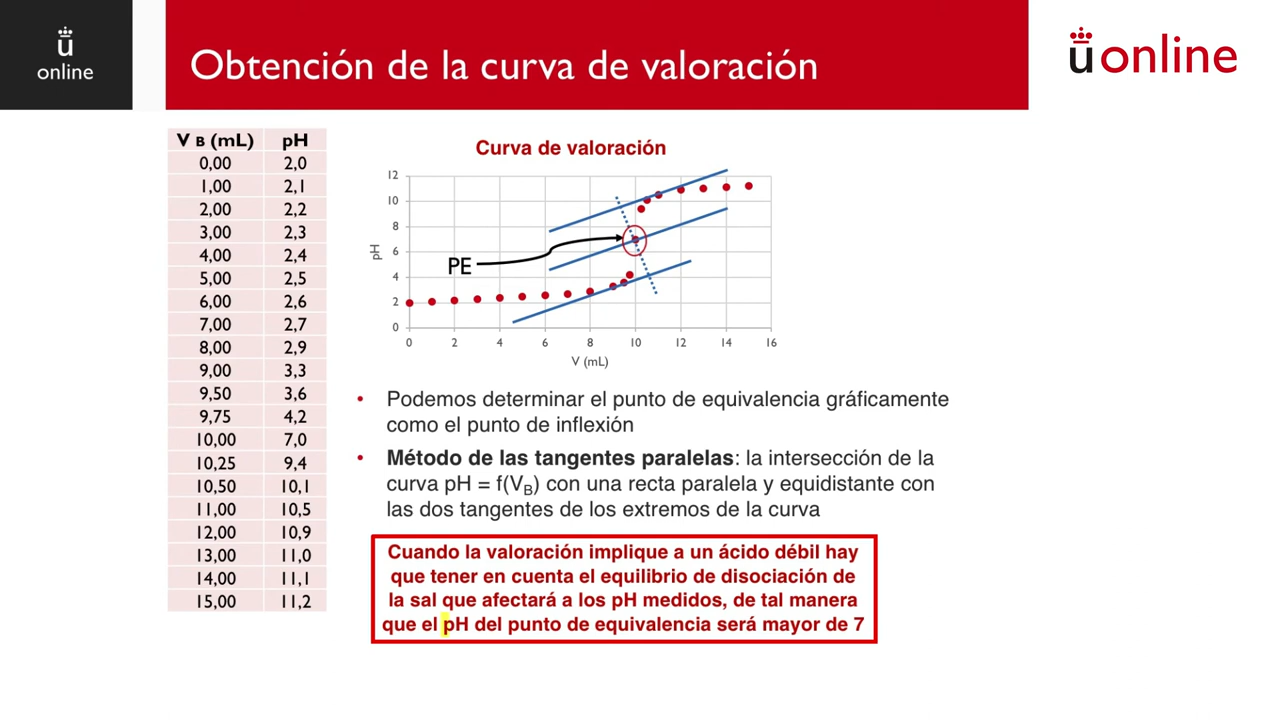 ü
online
Obtención de la curva de valoración
ü online
V B (mL) pH
0,00 2,0
1,00 2,1
2,00 2,2
3,00 2,3
4,00 2,4
5,00 2,5
6,00 2,6
7,00 2,7
8,00 2,9
9,00 3,3
9,50 3,6
9,75 4,2
10,00 7,0
10,25 9,4
10,50 10,1
11,00 10,5
12,00 10,9
13,00 11,0
14,00 11,1
15,00 11,2
Curva de valoración
12
10
8
6
4
2
0
pH
PE
0 2 4 6 8 10 12 14 16
V (mL)
• Podemos determinar el punto de equivalencia gráficamente
como el punto de inflexión
• Método de las tangentes paralelas: la intersección de la
curva pH = f(VB) con una recta paralela y equidistante con
las dos tangentes de los extremos de la curva
Cuando la valoración implique a un ácido débil hay
que tener en cuenta el equilibrio de disociación de
la sal que afectará a los pH medidos, de tal manera
que el pH del punto de equivalencia será mayor de 7